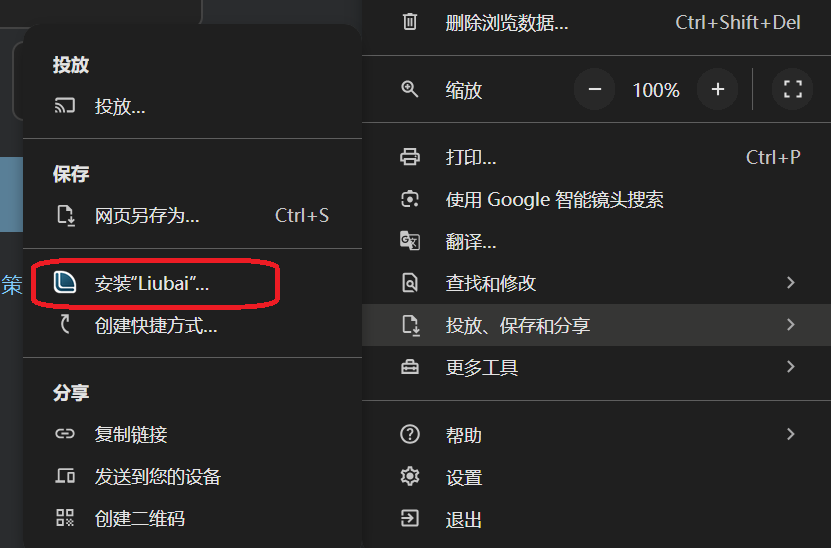 投放
投放...
保存
网页另存为... Ctrl+S
安装“Liubai”...
创建快捷方式...
分享
复制链接
发送到您的设备
创建二维码
策
删除浏览数据... Ctrl+Shift+Del
缩放 − 100% +
打印... Ctrl+P
使用 Google 智能镜头搜索
翻译...
查找和修改
投放、保存和分享
更多工具
帮助
设置
退出